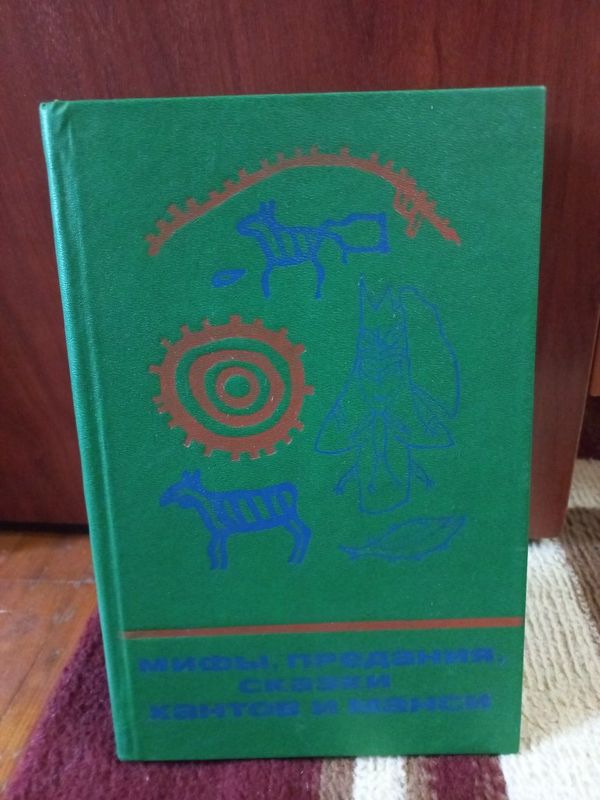 мифы, предания,
сказки
хантов и манси